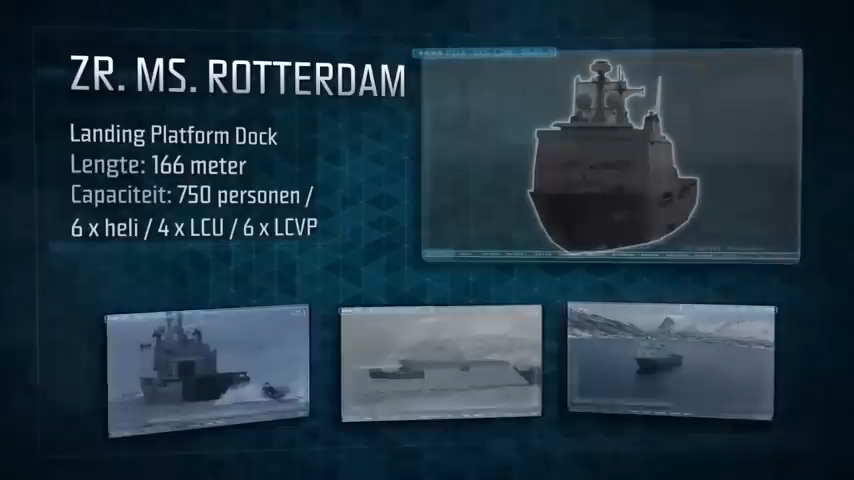 ZR. MS. ROTTERDAM
Landing Platform Dock
Lengte: 166 meter
Capaciteit: 750 personen /
6 x heli / 4 x LCU / 6 x LCVP